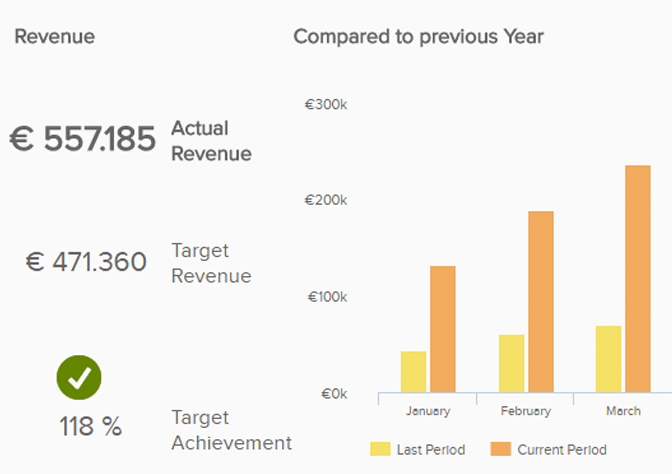 Revenue
Compared to previous Year
€ 557.185
Actual
Revenue
€ 471.360
Target
Revenue
118 %
Target
Achievement
€300k
€200k
€100k
€0k
January
February
March
Last Period
Current Period